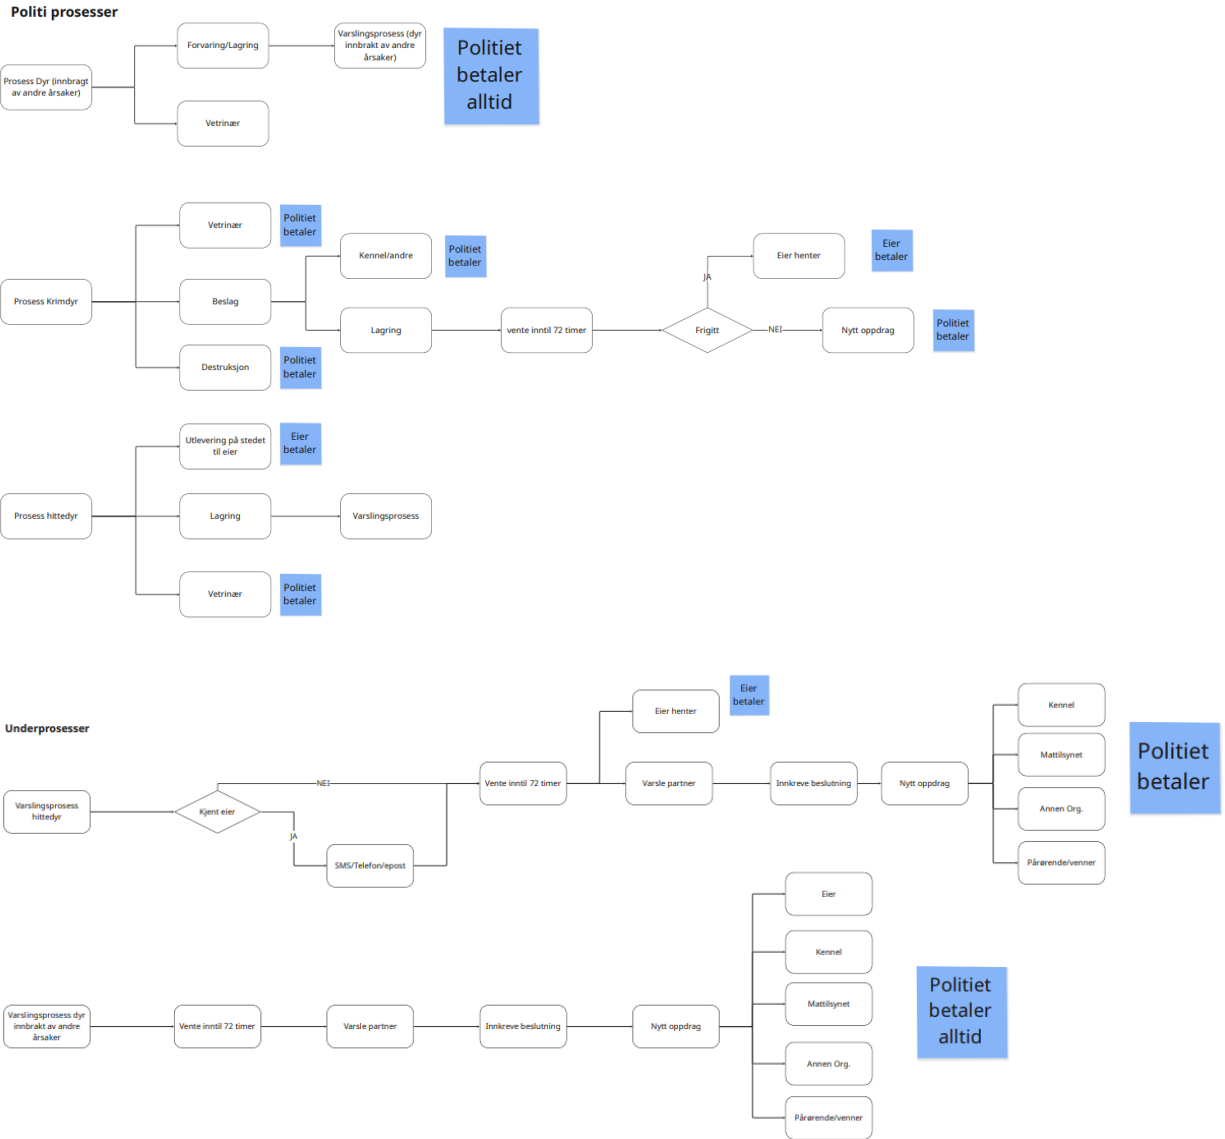 Politi prosesser
Prosess Dyr (innbragt
av andre årsaker)
Forvaring/Lagring
Varslingsprosess (dyr
innbrakt av andre
årsaker)
Vetrinær
Politiet
betaler
alltid
Prosess Krimdyr
Vetrinær
Politiet
betaler
Beslag
Kennel/andre
Politiet
betaler
Lagring
vente inntil 72 timer
Frigitt
JA
Eier henter
Eier
betaler
NEI
Nytt oppdrag
Politiet
betaler
Destruksjon
Politiet
betaler
Prosess hittedyr
Utlevering på stedet
til eier
Eier
betaler
Lagring
Varslingsprosess
Vetrinær
Politiet
betaler
Underprosesser
Varslingsprosess
hittedyr
Kjent eier
NEI
JA
SMS/Telefon/epost
Vente inntil 72 timer
Eier henter
Eier
betaler
Varsle partner
Innkreve beslutning
Nytt oppdrag
Kennel
Mattilsynet
Annen Org.
Pårørende/venner
Politiet
betaler
Varslingsprosess dyr
innbrakt av andre
årsaker
Vente inntil 72 timer
Varsle partner
Innkreve beslutning
Nytt oppdrag
Eier
Kennel
Mattilsynet
Annen Org.
Pårørende/venner
Politiet
betaler
alltid